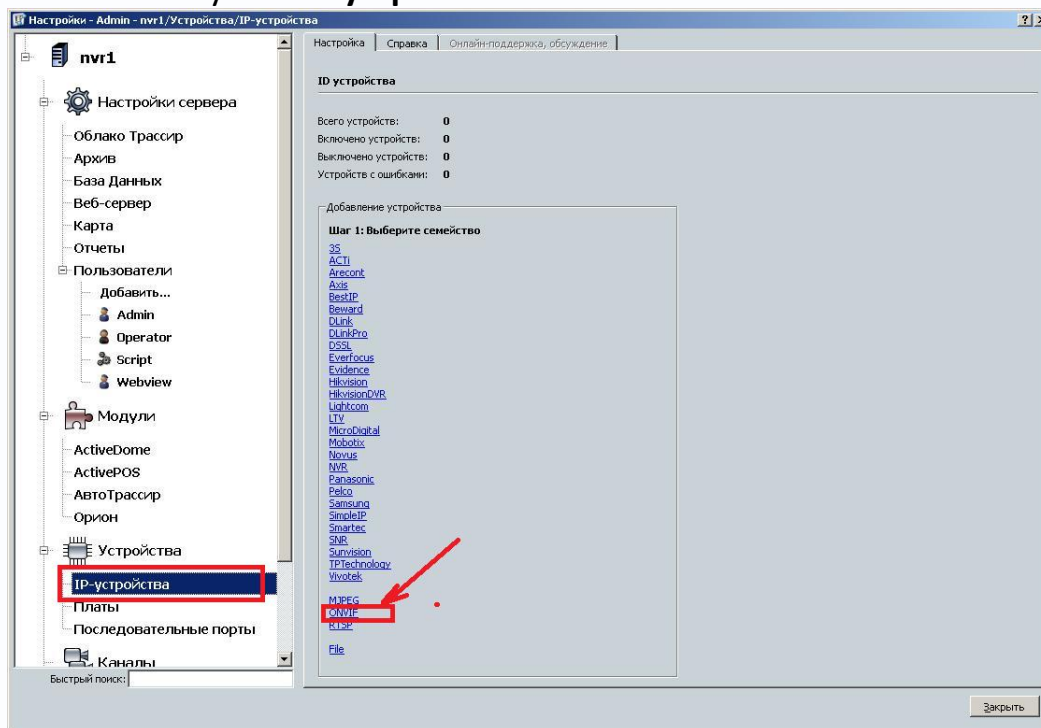 Настройки - Admin - nvr1/Устройства/IP-устройства
nvr1
Настройки сервера
Облако Трассир
Архив
База Данных
Веб-сервер
Карта
Отчеты
Пользователи
Добавить...
Admin
Operator
Script
Webview
Модули
ActiveDome
ActivePOS
АвтоТрассир
Орион
Устройства
IP-устройства
Платы
Последовательные порты
Каналы
Быстрый поиск:
Настройка Справка Онлайн-поддержка, обсуждение
ID устройства
Всего устройств: 0
Включено устройств: 0
Выключено устройств: 0
Устройств с ошибками: 0
Добавление устройства
Шаг 1: Выберите семейство
3S
ACTi
Arecont
Axis
BestIP
Beward
DLink
DLinkPro
DSSL
Everfocus
Evidence
Hikvision
HikvisionDVR
Lightcom
LTV
MicroDigital
Mobotix
Novus
NVR
Panasonic
Pelco
Samsung
SimpleIP
Smartec
SNR
Sunvision
TPTechnology
Vivotek
MJPEG
ONVIF
RTSP
File
Закрыть